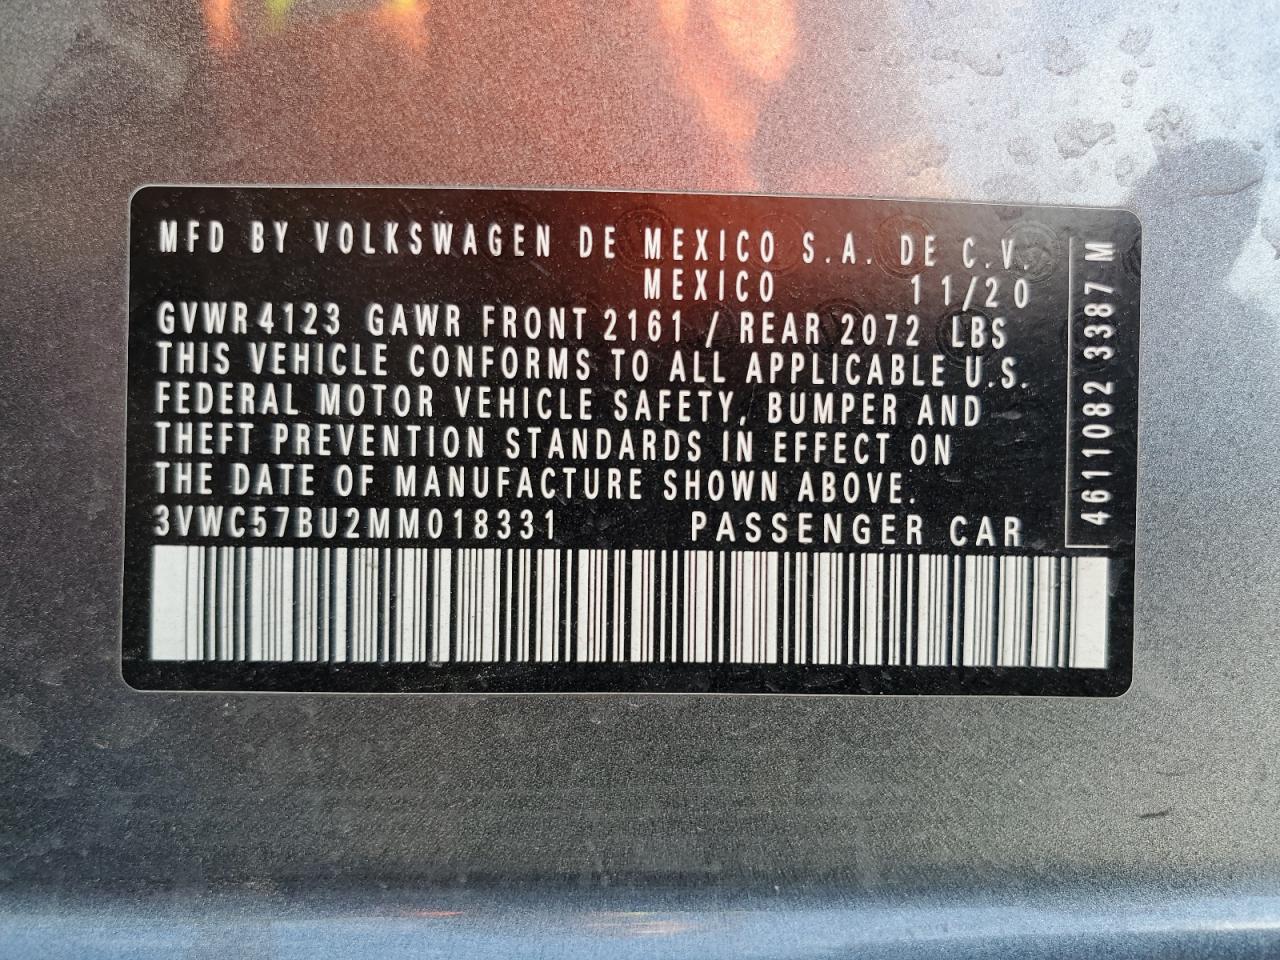 MFD BY VOLKSWAGEN DE MEXICO S.A. DE C.V.
MEXICO 11/20
GVWR 4123 GAWR FRONT 2161 / REAR 2072 LBS
THIS VEHICLE CONFORMS TO ALL APPLICABLE U.S.
FEDERAL MOTOR VEHICLE SAFETY, BUMPER AND
THEFT PREVENTION STANDARDS IN EFFECT ON
THE DATE OF MANUFACTURE SHOWN ABOVE.
3VWC57BU2MM018331 PASSENGER CAR
4611082 3387 M